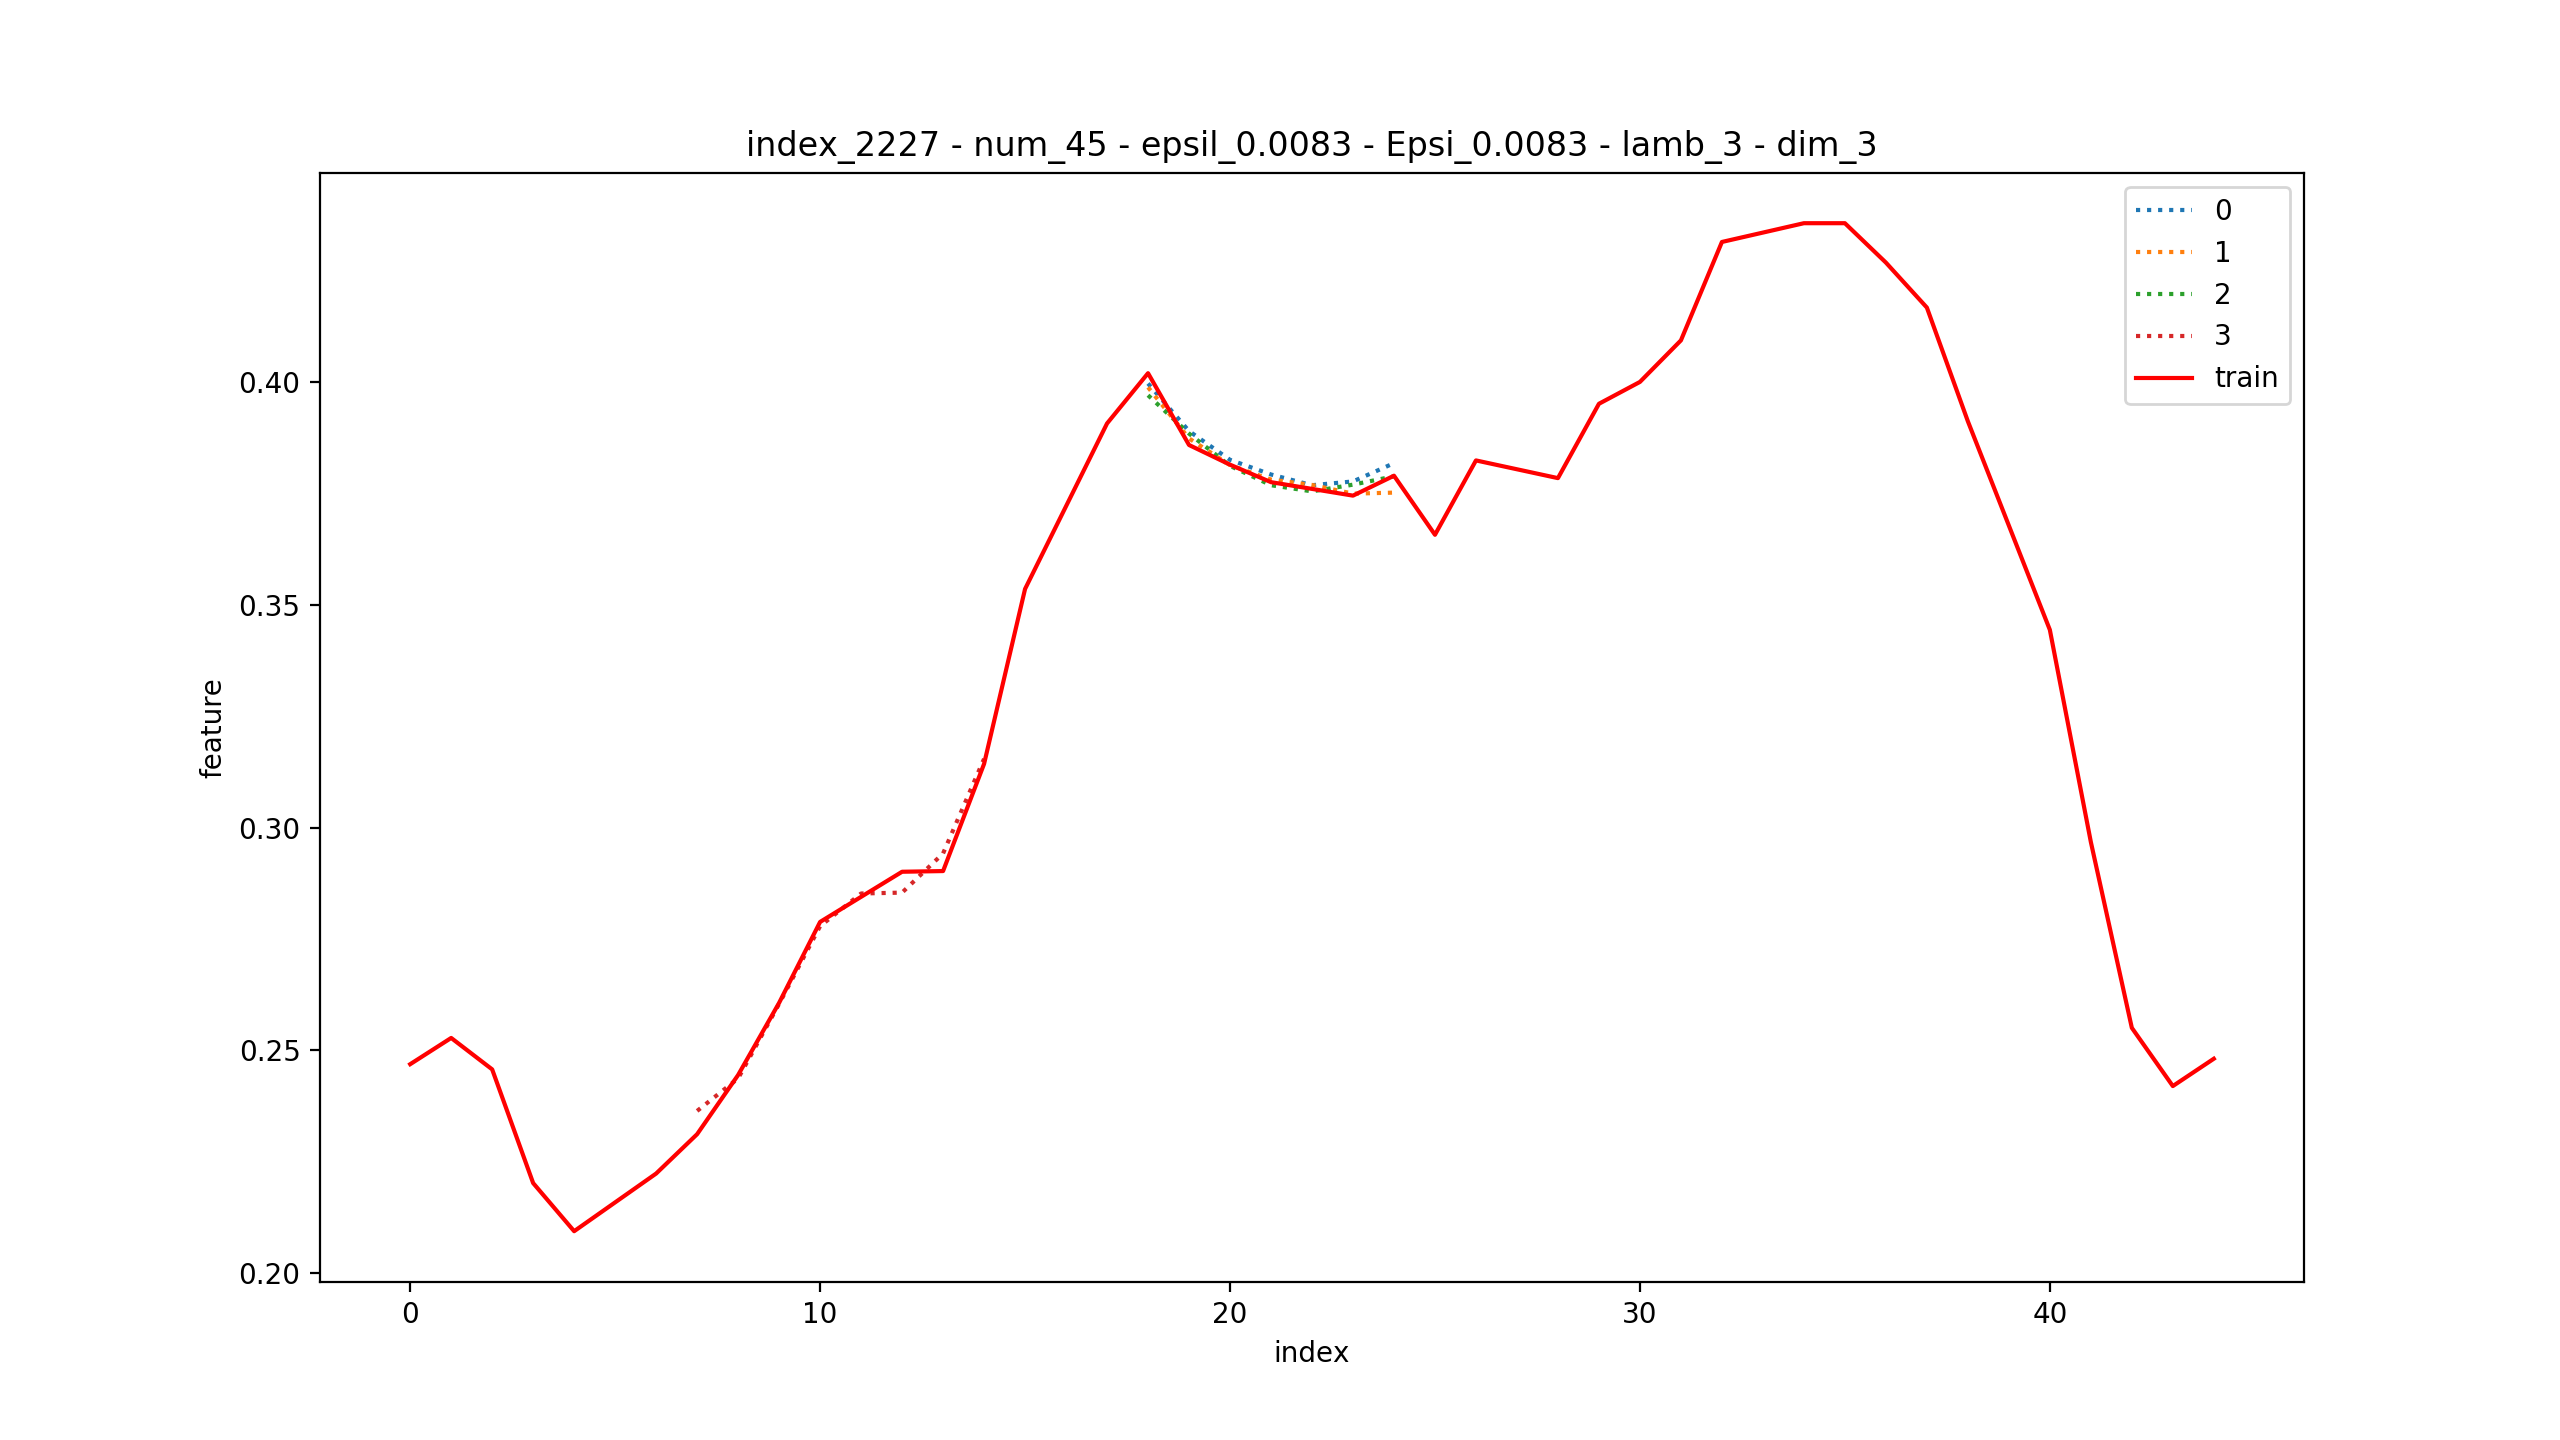 index_2227 - num_45 - epsil_0.0083 - Epsi_0.0083 - lamb_3 - dim_3
0
1
2
3
train
0.40
0.35
0.30
0.25
0.20
feature
0 10 20 30 40
index